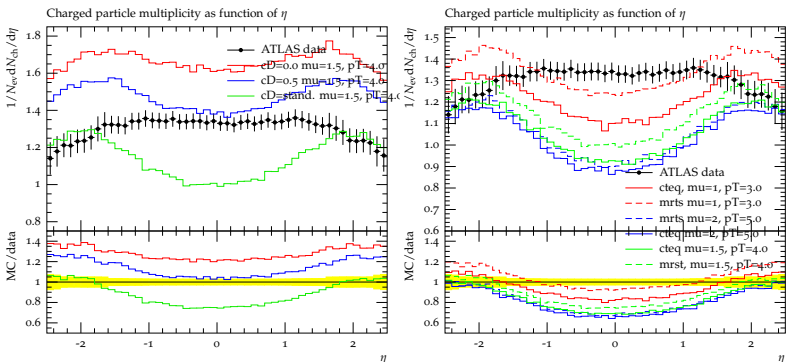 Charged particle multiplicity as function of η
1/N_ev dN_ch/dη
ATLAS data
cD=0.0 mu=1.5, pT=4.0
cD=0.5 mu=1.5, pT=4.0
cD=stand. mu=1.5, pT=4.0
1.8
1.6
1.4
1.2
1
0.8
MC/data
1.4
1.2
1
0.8
0.6
-2
-1
0
1
2
η
Charged particle multiplicity as function of η
1/N_ev dN_ch/dη
1.5
1.4
1.3
1.2
1.1
1.0
0.9
0.8
0.7
0.6
ATLAS data
cteq, mu=1, pT=3.0
mrts mu=1, pT=3.0
mrts mu=2, pT=5.0
cteq mu=2, pT=5.0
cteq mu=1.5, pT=4.0
mrst, mu=1.5, pT=4.0
MC/data
1.4
1.2
1
0.8
0.6
-2
-1
0
1
2
η